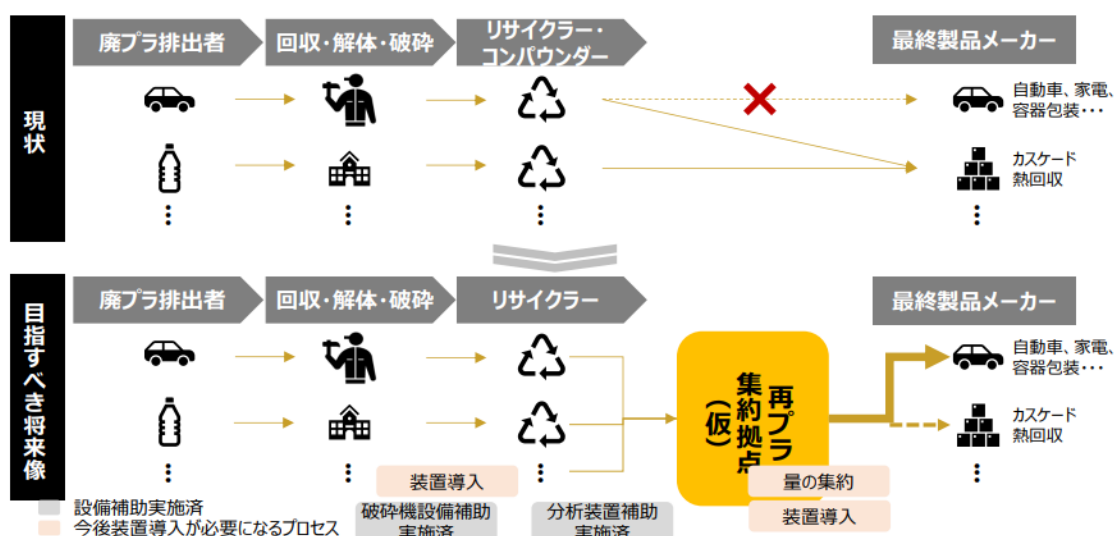 現状
廃プラ排出者
回収・解体・破砕
リサイクラー・
コンパウンダー
最終製品メーカー
自動車、家電、
容器包装・・・
カスケード
熱回収
目指すべき将来像
廃プラ排出者
回収・解体・破砕
リサイクラー
最終製品メーカー
再プラ
集約拠点
(仮)
自動車、家電、
容器包装・・・
カスケード
熱回収
装置導入
量の集約
設備補助実施済
破砕機設備補助
実施済
分析装置補助
実施済
装置導入
今後装置導入が必要になるプロセス